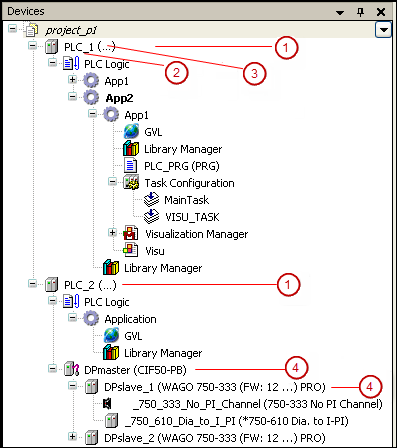 Devices
project_p1
PLC_1 (...) 1
PLC Logic 2 3
App1
App2
App1
GVL
Library Manager
PLC_PRG (PRG)
Task Configuration
MainTask
VISU_TASK
Visualization Manager
Visu
Library Manager
PLC_2 (...) 1
PLC Logic
Application
GVL
Library Manager
DPmaster (CIF50-PB) 4
DPslave_1 (WAGO 750-333 (FW: 12 ...) PRO) 4
_750_333_No_PI_Channel (750-333 No PI Channel)
_750_610_Dia_to_I_PI (*750-610 Dia. to I-PI)
DPslave_2 (WAGO 750-333 (FW: 12 ...) PRO)